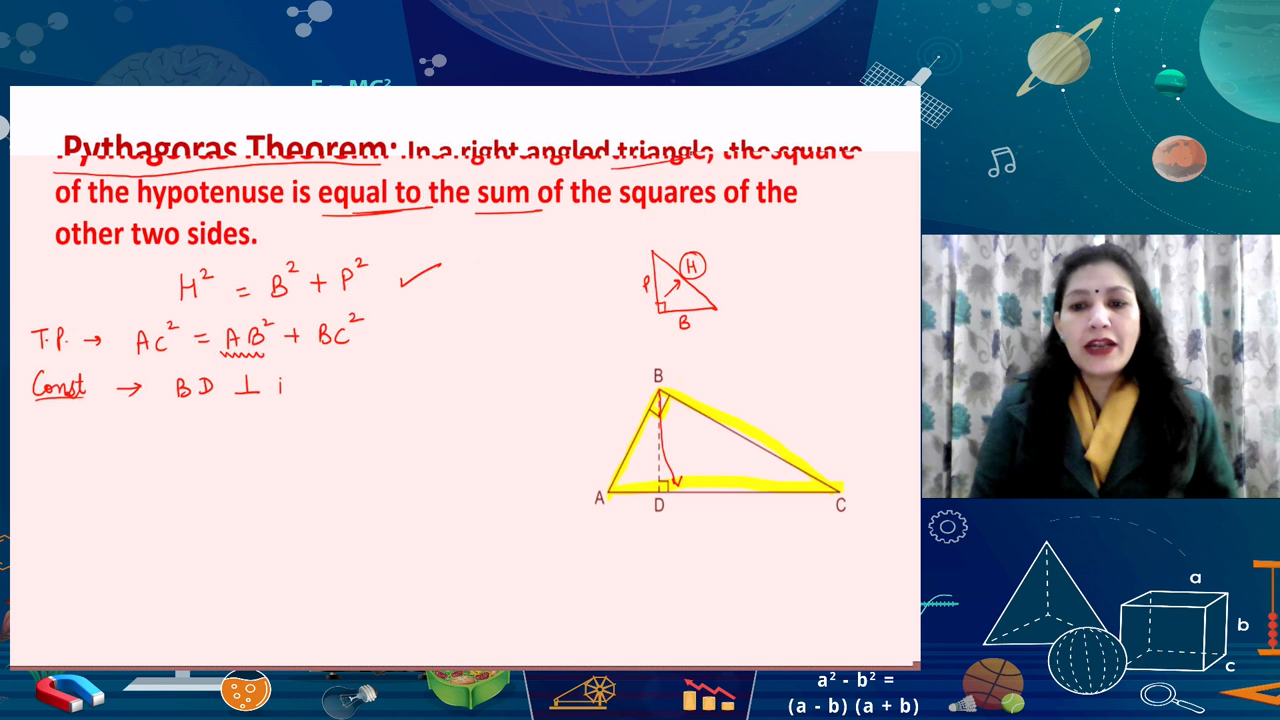 E = MC²
Pythagoras Theorem: In a right angled triangle, the square
of the hypotenuse is equal to the sum of the squares of the
other two sides.
H² = B² + P²
T.P. → AC² = AB² + BC²
Const → BD ⊥ i
P
H
B
B
A
D
C
a
b
c
a² - b² =
(a - b) (a + b)